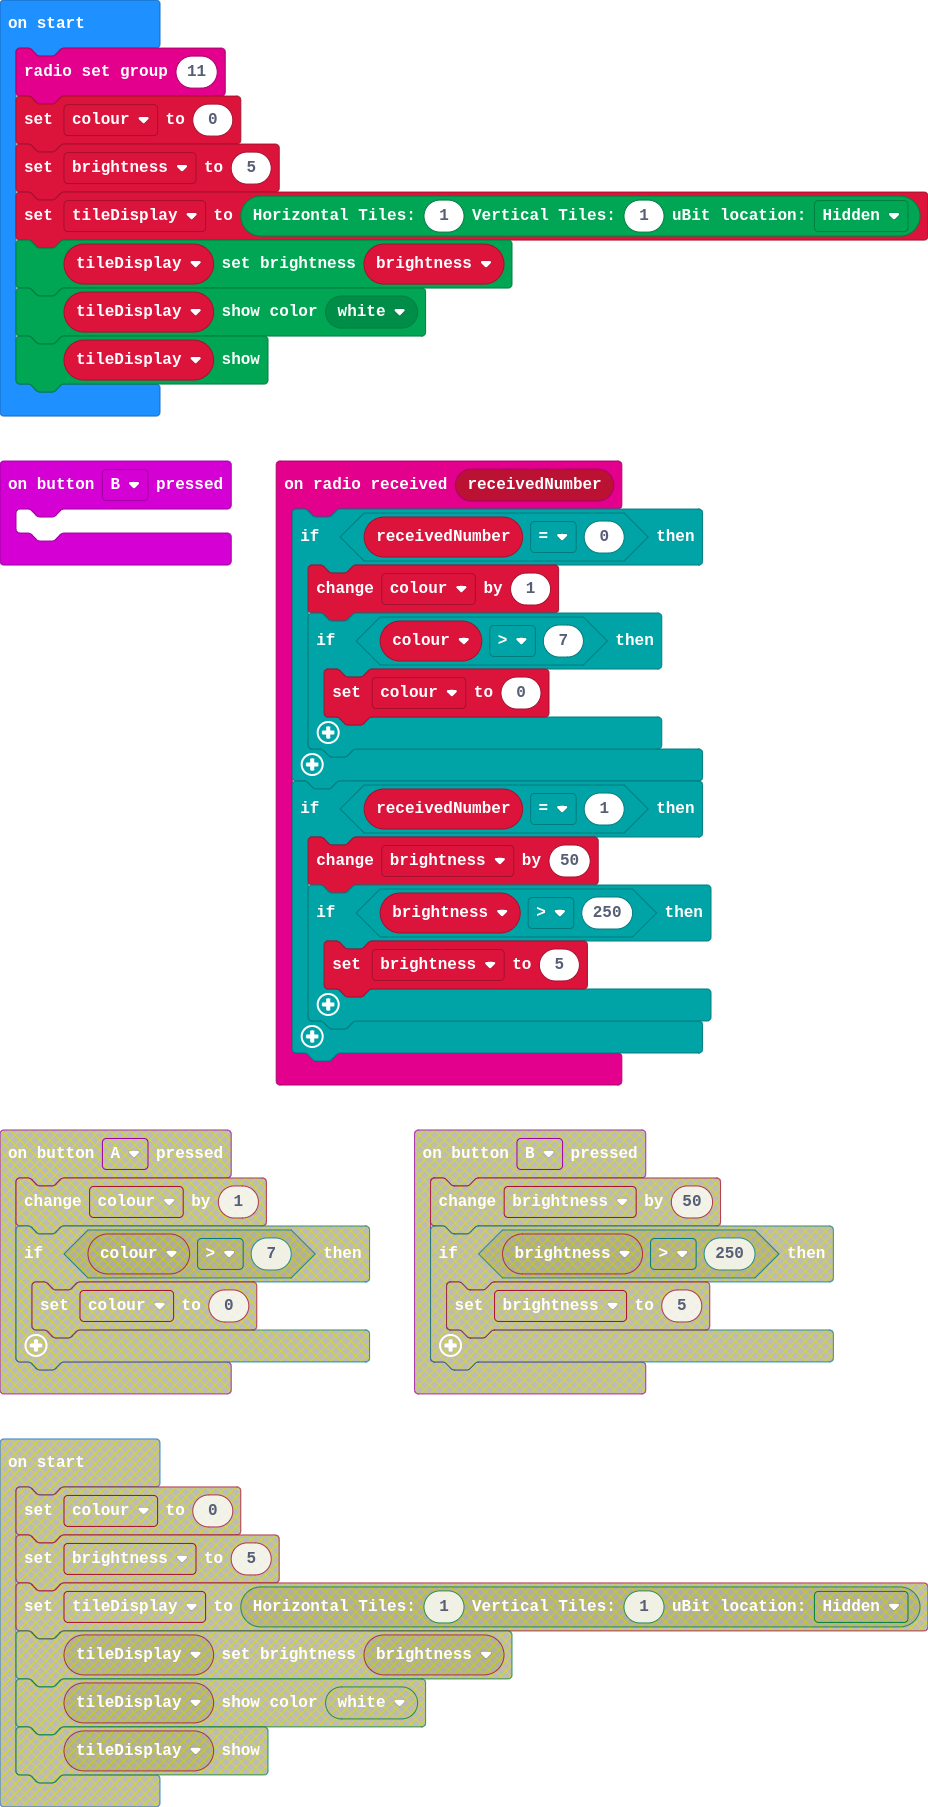 on start
radio set group 11
set colour to 0
set brightness to 5
set tileDisplay to Horizontal Tiles: 1 Vertical Tiles: 1 uBit location: Hidden
tileDisplay set brightness brightness
tileDisplay show color white
tileDisplay show
on button B pressed
on radio received receivedNumber
if receivedNumber = 0 then
change colour by 1
if colour > 7 then
set colour to 0
if receivedNumber = 1 then
change brightness by 50
if brightness > 250 then
set brightness to 5
on button A pressed
change colour by 1
if colour > 7 then
set colour to 0
on button B pressed
change brightness by 50
if brightness > 250 then
set brightness to 5
on start
set colour to 0
set brightness to 5
set tileDisplay to Horizontal Tiles: 1 Vertical Tiles: 1 uBit location: Hidden
tileDisplay set brightness brightness
tileDisplay show color white
tileDisplay show